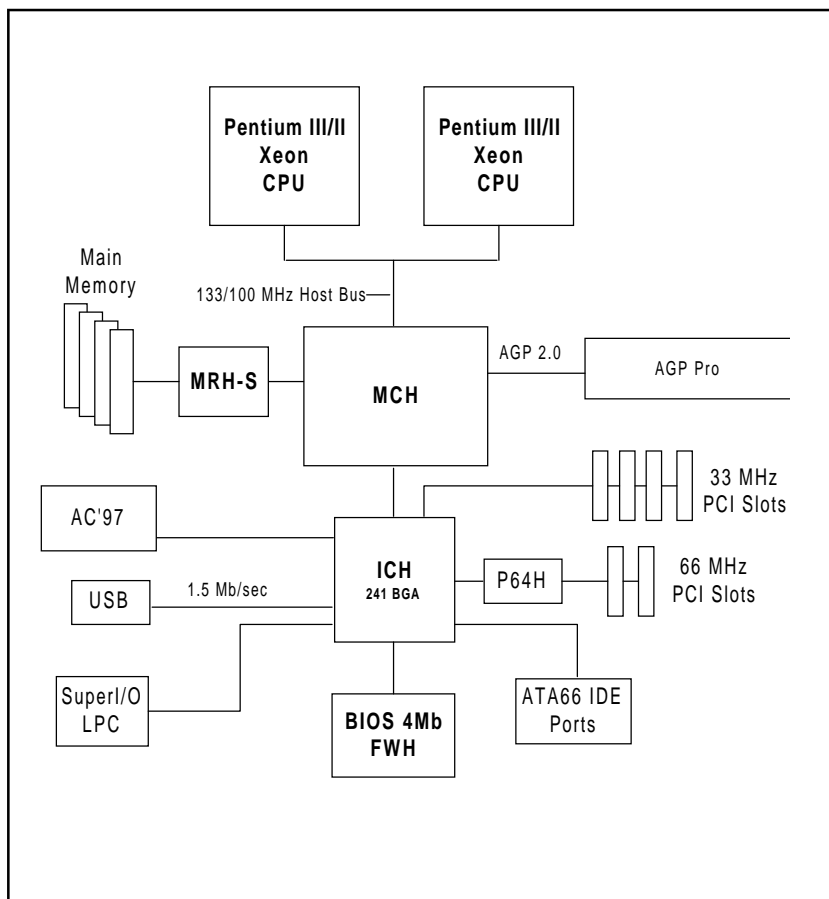 Pentium III/II
Xeon
CPU
Pentium III/II
Xeon
CPU
Main
Memory
133/100 MHz Host Bus
MRH-S
MCH
AGP 2.0
AGP Pro
33 MHz
PCI Slots
AC'97
ICH
241 BGA
P64H
66 MHz
PCI Slots
USB
1.5 Mb/sec
SuperI/O
LPC
BIOS 4Mb
FWH
ATA66 IDE
Ports